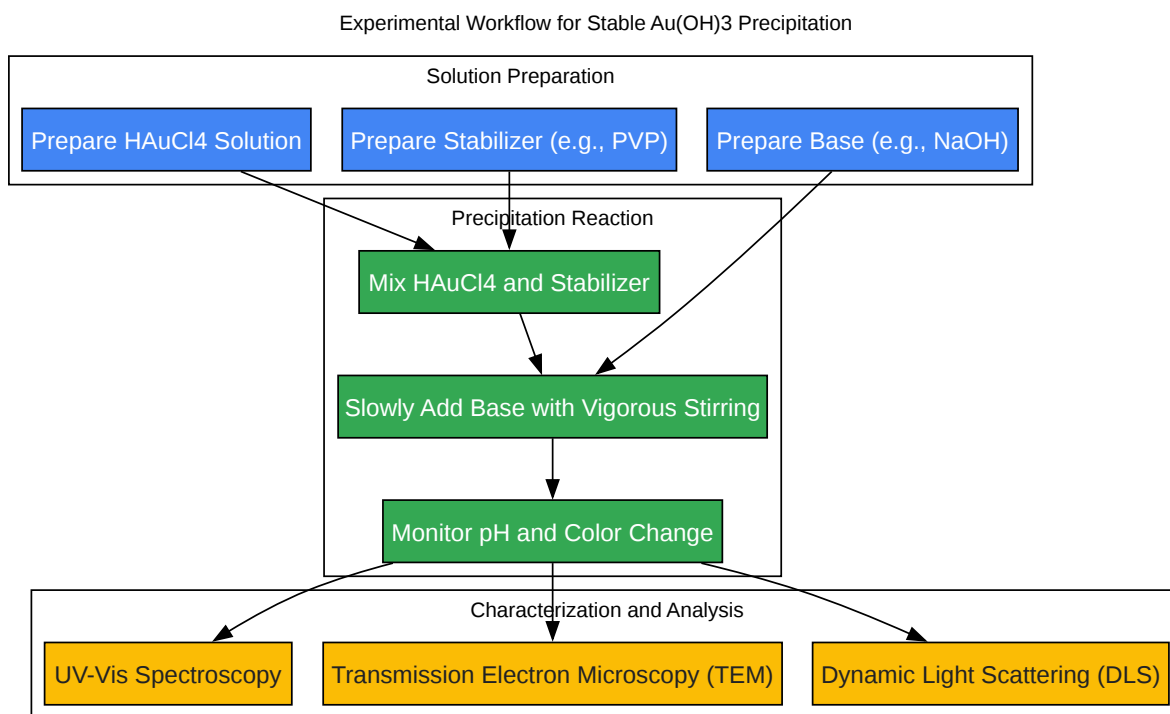 Experimental Workflow for Stable Au(OH)3 Precipitation
Solution Preparation
Prepare HAuCl4 Solution
Prepare Stabilizer (e.g., PVP)
Prepare Base (e.g., NaOH)
Precipitation Reaction
Mix HAuCl4 and Stabilizer
Slowly Add Base with Vigorous Stirring
Monitor pH and Color Change
Characterization and Analysis
UV-Vis Spectroscopy
Transmission Electron Microscopy (TEM)
Dynamic Light Scattering (DLS)